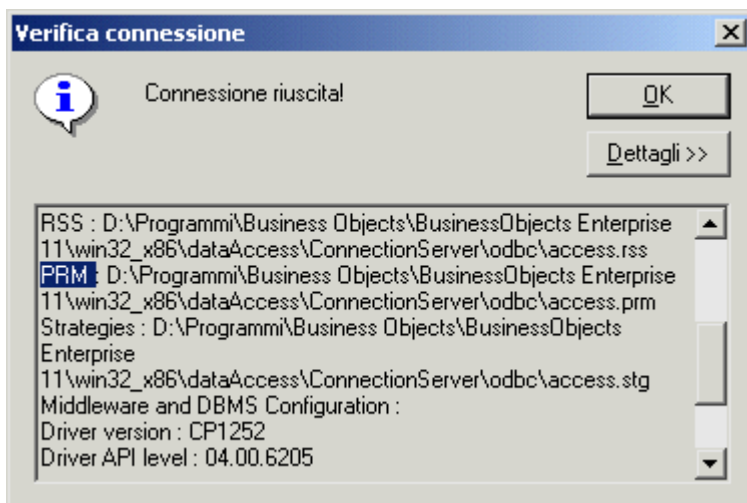 Verifica connessione
Connessione riuscita!
OK
Dettagli >>
RSS : D:\Programmi\Business Objects\BusinessObjects Enterprise
11\win32_x86\dataAccess\ConnectionServer\odbc\access.rss
PRM : D:\Programmi\Business Objects\BusinessObjects Enterprise
11\win32_x86\dataAccess\ConnectionServer\odbc\access.prm
Strategies : D:\Programmi\Business Objects\BusinessObjects
Enterprise
11\win32_x86\dataAccess\ConnectionServer\odbc\access.stg
Middleware and DBMS Configuration :
Driver version : CP1252
Driver API level : 04.00.6205